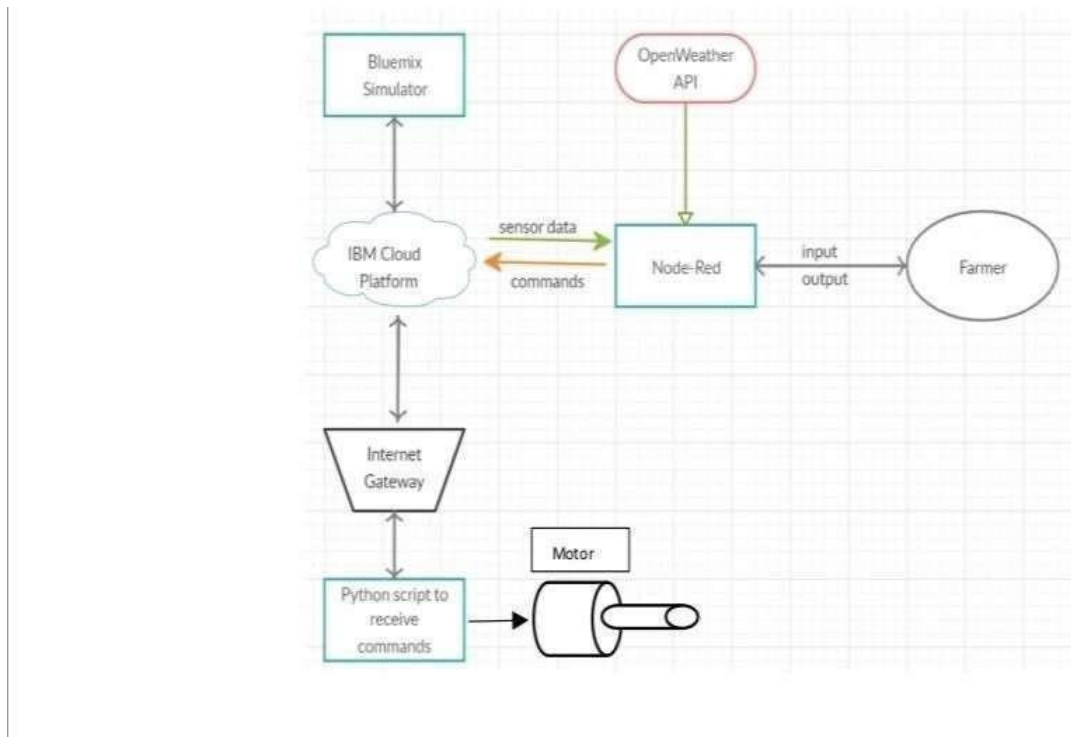 Bluemix
Simulator
OpenWeather
API
IBM Cloud
Platform
sensor data
commands
Node-Red
input
output
Farmer
Internet
Gateway
Motor
Python script to
receive
commands